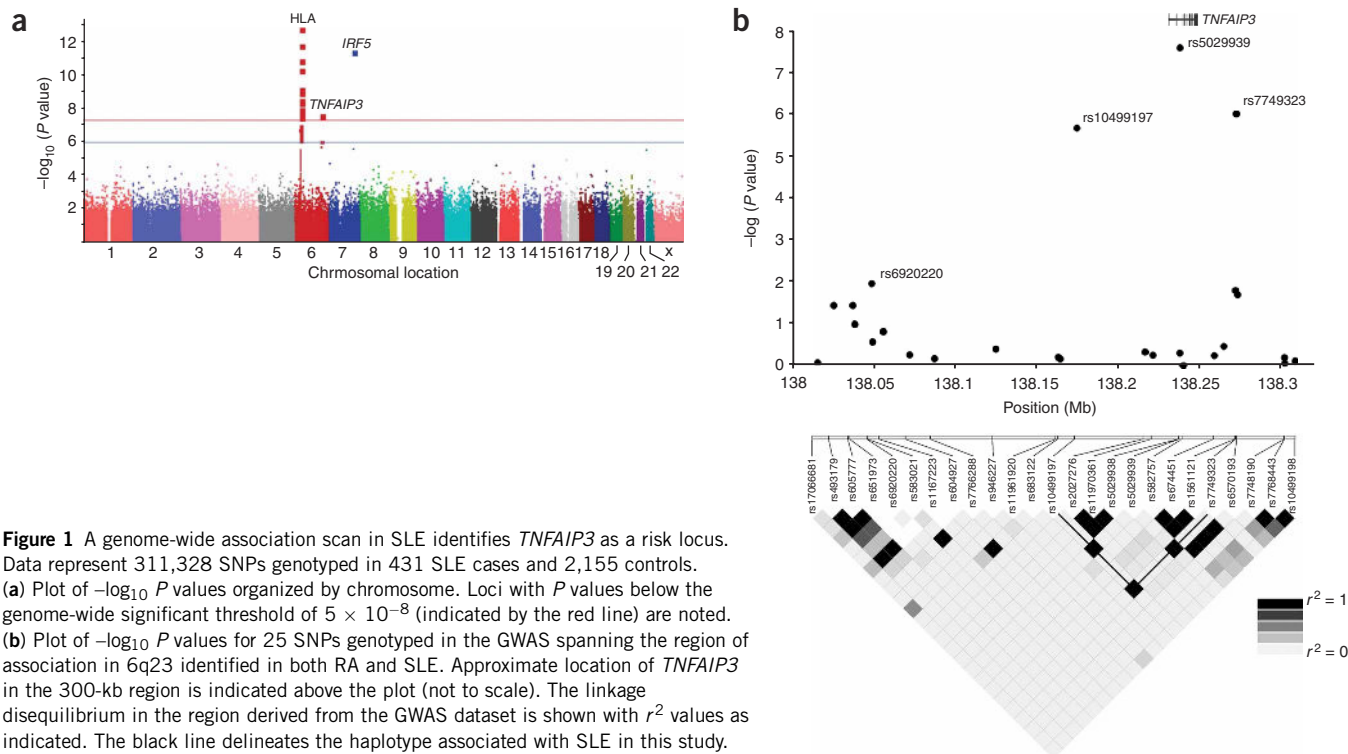 a
HLA
IRF5
TNFAIP3
12
10
8
6
4
2
–log10 (P value)
1 2 3 4 5 6 7 8 9 10 11 12 13 14 15 16 17 18 x
19 20 21 22
Chrmosomal location
b
TNFAIP3
rs5029939
rs7749323
rs10499197
rs6920220
8
7
6
5
4
3
2
1
0
–log (P value)
138 138.05 138.1 138.15 138.2 138.25 138.3
Position (Mb)
rs17066681
rs493179
rs605777
rs651973
rs6920220
rs583021
rs1167223
rs604927
rs7766288
rs946227
rs11961920
rs683122
rs10499197
rs2027276
rs11970361
rs5029938
rs5029939
rs582757
rs674451
rs1561121
rs7749323
rs6570193
rs7748190
rs7768443
rs10499198
r2 = 1
r2 = 0
Figure 1 A genome-wide association scan in SLE identifies TNFAIP3 as a risk locus.
Data represent 311,328 SNPs genotyped in 431 SLE cases and 2,155 controls.
(a) Plot of –log10 P values organized by chromosome. Loci with P values below the
genome-wide significant threshold of 5 × 10−8 (indicated by the red line) are noted.
(b) Plot of –log10 P values for 25 SNPs genotyped in the GWAS spanning the region of
association in 6q23 identified in both RA and SLE. Approximate location of TNFAIP3
in the 300-kb region is indicated above the plot (not to scale). The linkage
disequilibrium in the region derived from the GWAS dataset is shown with r2 values as
indicated. The black line delineates the haplotype associated with SLE in this study.